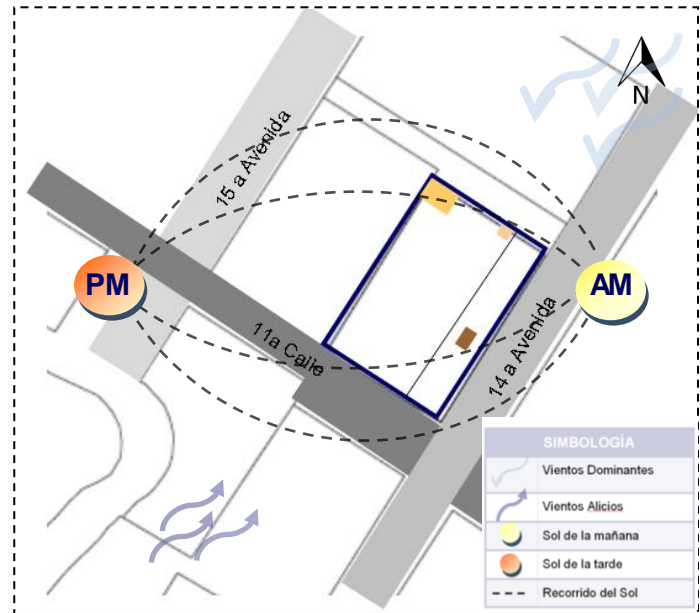 N
15 a Avenida
PM
AM
11a Calle
14 a Avenida
SIMBOLOGÍA
Vientos Dominantes
Vientos Alicios
Sol de la mañana
Sol de la tarde
Recorrido del Sol